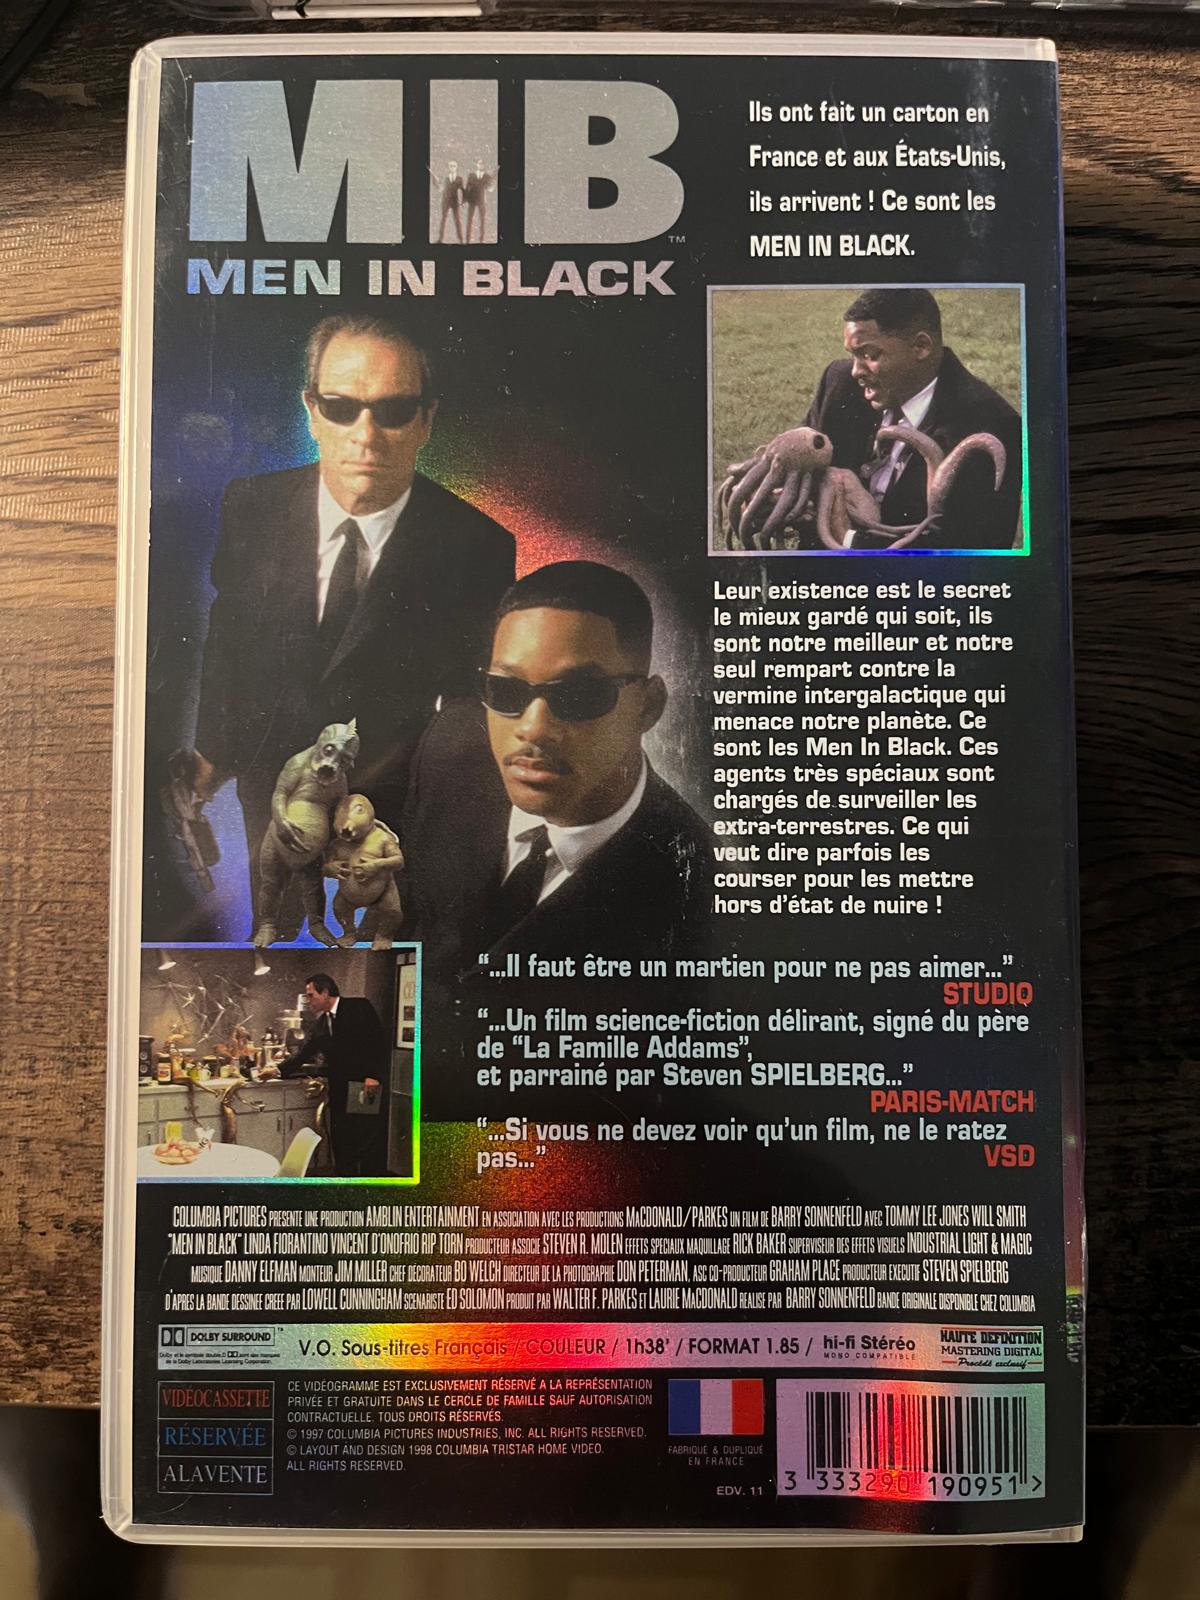 MIB™
MEN IN BLACK
Ils ont fait un carton en
France et aux États-Unis,
ils arrivent ! Ce sont les
MEN IN BLACK.
Leur existence est le secret
le mieux gardé qui soit, ils
sont notre meilleur et notre
seul rempart contre la
vermine intergalactique qui
menace notre planète. Ce
sont les Men In Black. Ces
agents très spéciaux sont
chargés de surveiller les
extra-terrestres. Ce qui
veut dire parfois les
courser pour les mettre
hors d'état de nuire !
“...Il faut être un martien pour ne pas aimer...”
STUDIO
“...Un film science-fiction délirant, signé du père
de “La Famille Addams”,
et parrainé par Steven SPIELBERG...”
PARIS-MATCH
“...Si vous ne devez voir qu'un film, ne le ratez
pas...”
VSD
COLUMBIA PICTURES PRESENTE UNE PRODUCTION AMBLIN ENTERTAINMENT EN ASSOCIATION AVEC LES PRODUCTIONS MACDONALD/PARKES UN FILM DE BARRY SONNENFELD AVEC TOMMY LEE JONES WILL SMITH
"MEN IN BLACK" LINDA FIORANTINO VINCENT D'ONOFRIO RIP TORN PRODUCTEUR ASSOCIE STEVEN R. MOLEN EFFETS SPECIAUX MAQUILLAGE RICK BAKER SUPERVISEUR DES EFFETS VISUELS INDUSTRIAL LIGHT & MAGIC
MUSIQUE DANNY ELFMAN MONTEUR JIM MILLER CHEF DECORATEUR BO WELCH DIRECTEUR DE LA PHOTOGRAPHIE DON PETERMAN, ASC CO-PRODUCTEUR GRAHAM PLACE PRODUCTEUR EXECUTIF STEVEN SPIELBERG
D'APRES LA BANDE DESSINEE CREEE PAR LOWELL CUNNINGHAM SCENARISTE ED SOLOMON PRODUIT PAR WALTER F. PARKES ET LAURIE MACDONALD REALISE PAR BARRY SONNENFELD BANDE ORIGINALE DISPONIBLE CHEZ COLUMBIA
DOLBY SURROUND™
V.O. Sous-titres Français / COULEUR / 1h38' / FORMAT 1.85 / hi-fi Stéréo
MONO COMPATIBLE
HAUTE DEFINITION
MASTERING DIGITAL
Procédé exclusif
VIDÉOCASSETTE
RÉSERVÉE
A LA VENTE
CE VIDÉOGRAMME EST EXCLUSIVEMENT RÉSERVÉ A LA REPRÉSENTATION
PRIVÉE ET GRATUITE DANS LE CERCLE DE FAMILLE SAUF AUTORISATION
CONTRACTUELLE. TOUS DROITS RÉSERVÉS.
© 1997 COLUMBIA PICTURES INDUSTRIES, INC. ALL RIGHTS RESERVED.
© LAYOUT AND DESIGN 1998 COLUMBIA TRISTAR HOME VIDEO.
ALL RIGHTS RESERVED.
FABRIQUÉ & DUPLIQUÉ
EN FRANCE
EDV. 11
3 333290 190951 >